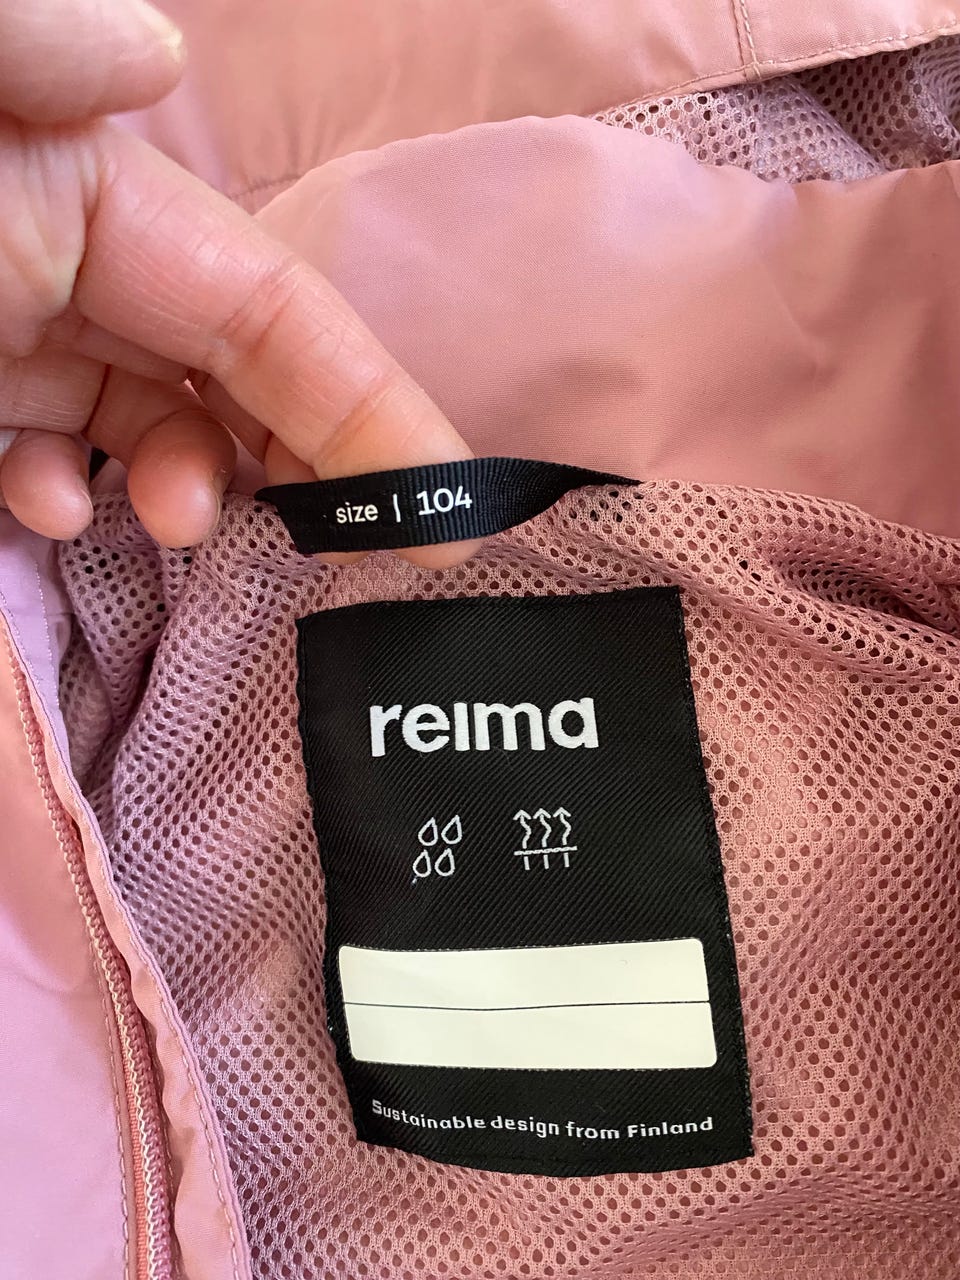 size | 104
reima
Sustainable design from Finland